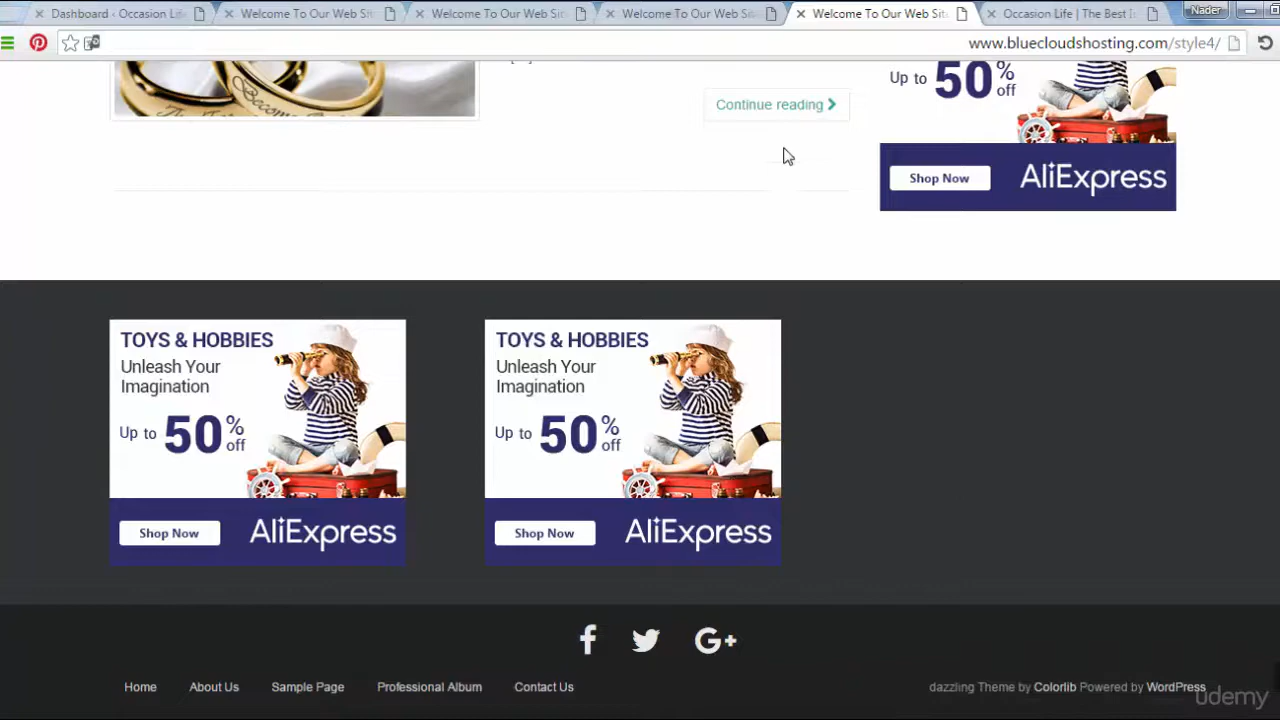 Dashboard ‹ Occasion Lif
Welcome To Our Web Sit
Welcome To Our Web Sit
Welcome To Our Web Sit
Welcome To Our Web Sit
Occasion Life | The Best I
Nader
www.bluecloudshosting.com/style4/
Become
Continue reading
Up to 50% off
Shop Now
AliExpress
TOYS & HOBBIES
Unleash Your
Imagination
Up to 50% off
Shop Now
AliExpress
TOYS & HOBBIES
Unleash Your
Imagination
Up to 50% off
Shop Now
AliExpress
Home
About Us
Sample Page
Professional Album
Contact Us
dazzling Theme by Colorlib Powered by WordPress
udemy